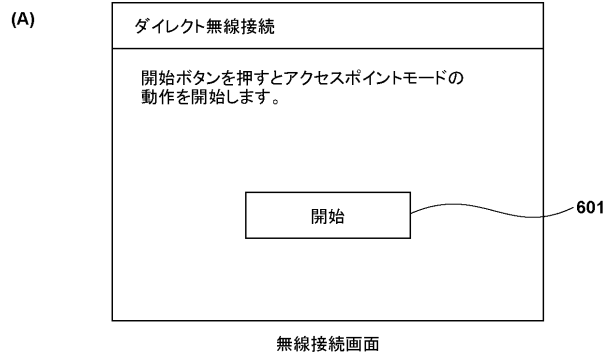 (A)
ダイレクト無線接続
開始ボタンを押すとアクセスポイントモードの
動作を開始します。
開始
601
無線接続画面